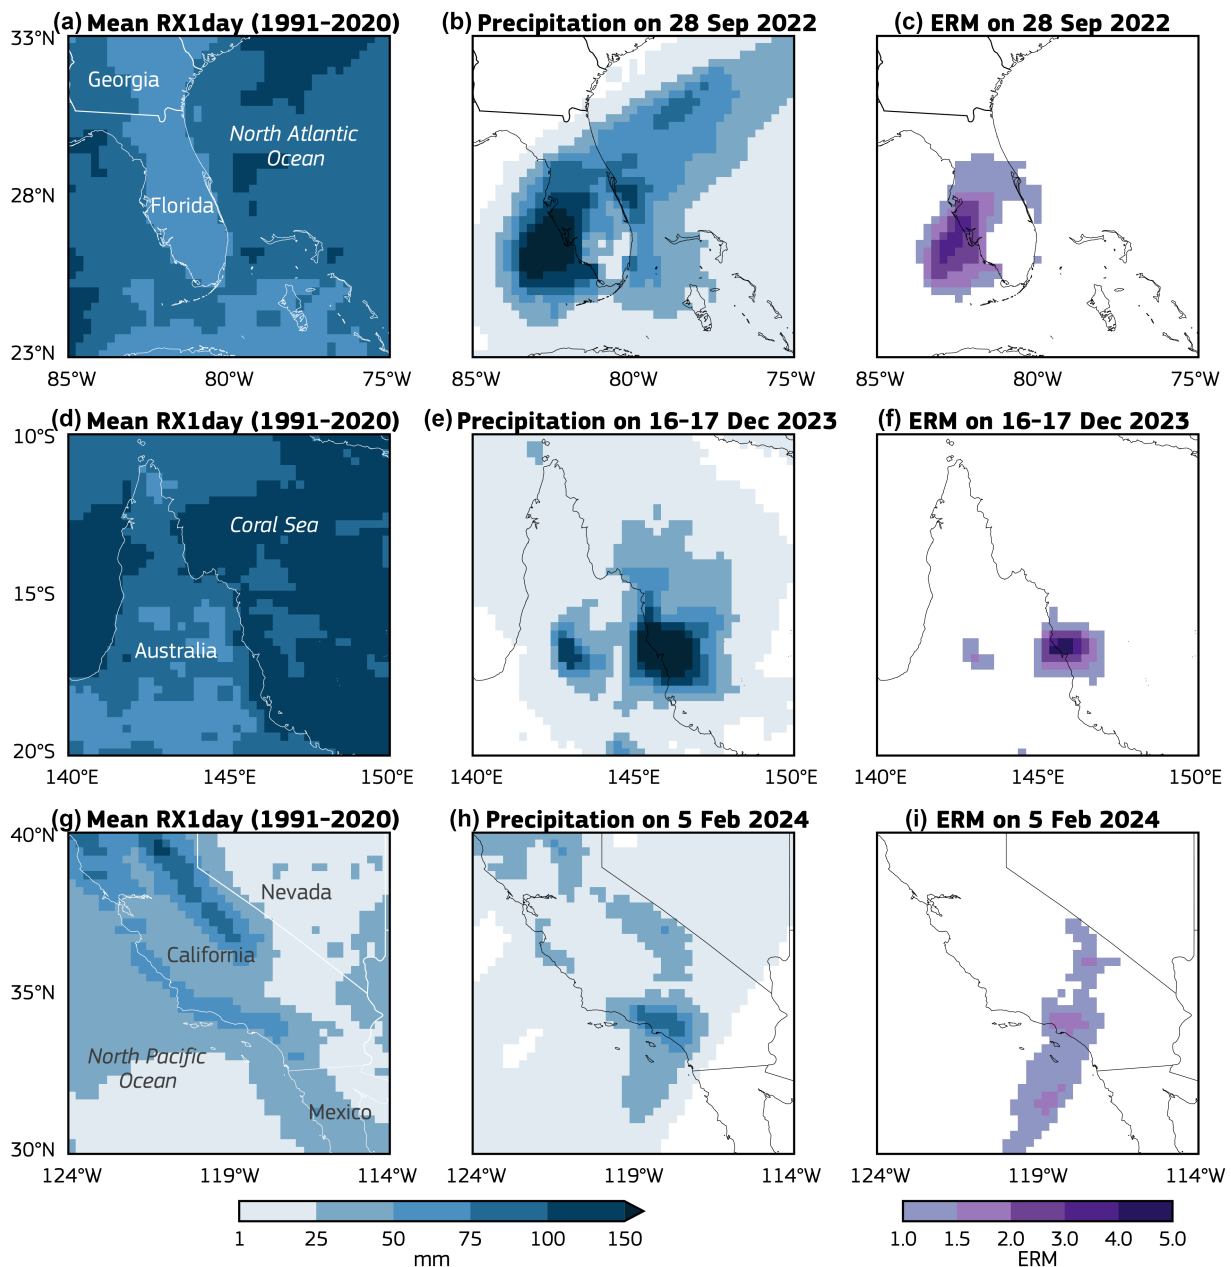 (a) Mean RX1day (1991–2020)
(b) Precipitation on 28 Sep 2022
(c) ERM on 28 Sep 2022
33°N
28°N
23°N
Georgia
North Atlantic
Ocean
Florida
85°W
80°W
75°W
85°W
80°W
75°W
85°W
80°W
75°W
(d) Mean RX1day (1991–2020)
(e) Precipitation on 16–17 Dec 2023
(f) ERM on 16–17 Dec 2023
10°S
15°S
20°S
Coral Sea
Australia
140°E
145°E
150°E
140°E
145°E
150°E
140°E
145°E
150°E
(g) Mean RX1day (1991–2020)
(h) Precipitation on 5 Feb 2024
(i) ERM on 5 Feb 2024
40°N
35°N
30°N
Nevada
California
North Pacific
Ocean
Mexico
124°W
119°W
114°W
124°W
119°W
114°W
124°W
119°W
114°W
1 25 50 75 100 150
mm
1.0 1.5 2.0 3.0 4.0 5.0
ERM